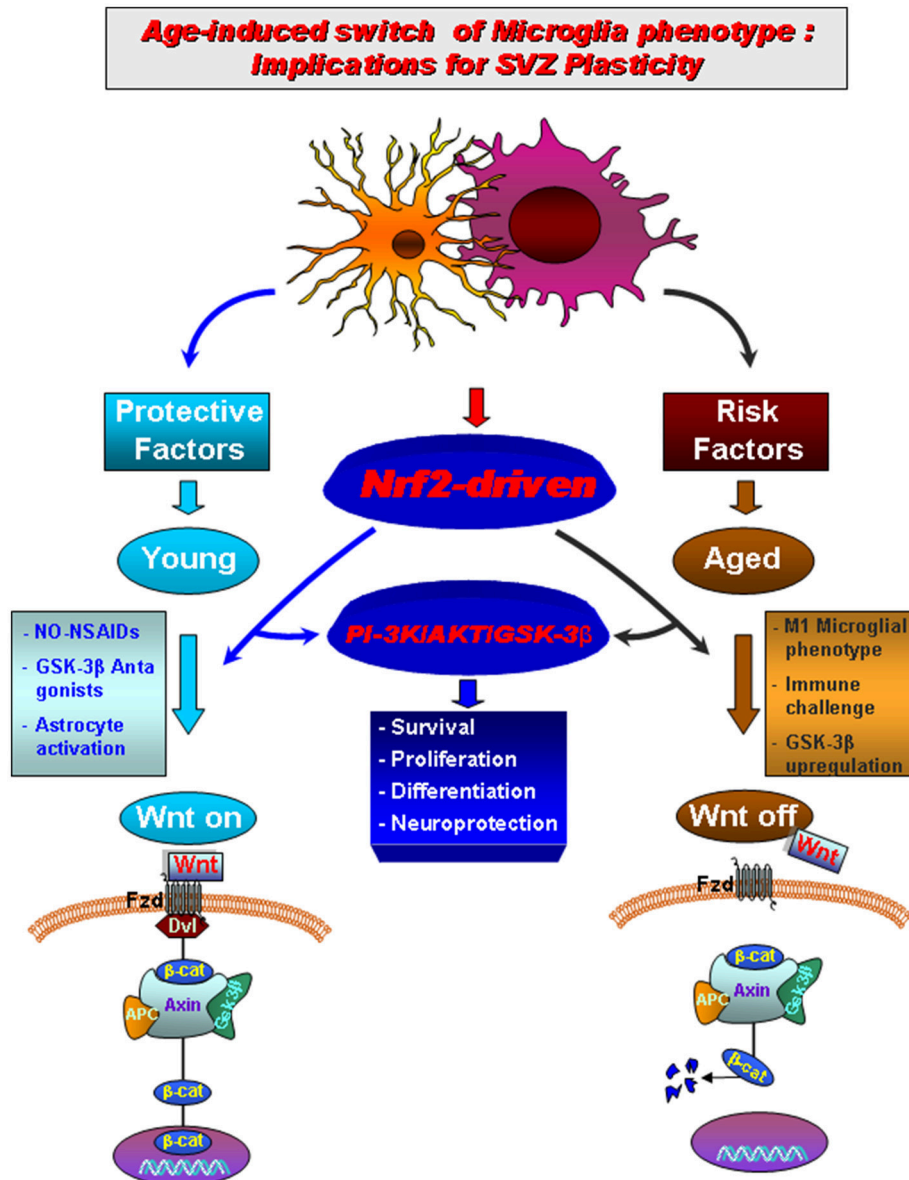 Age-induced switch of Microglia phenotype :
Implications for SVZ Plasticity
Protective
Factors
Risk
Factors
Nrf2-driven
Young
Aged
PI-3K/AKT/GSK-3β
- NO-NSAIDs
- GSK-3β Anta
gonists
- Astrocyte
activation
- M1 Microglial
phenotype
- Immune
challenge
- GSK-3β
upregulation
- Survival
- Proliferation
- Differentiation
- Neuroprotection
Wnt on
Wnt
Fzd
Dvl
β-cat
Axin
APC
Gsk3β
β-cat
β-cat
Wnt off
Wnt
Fzd
β-cat
Axin
APC
Gsk3β
β-cat